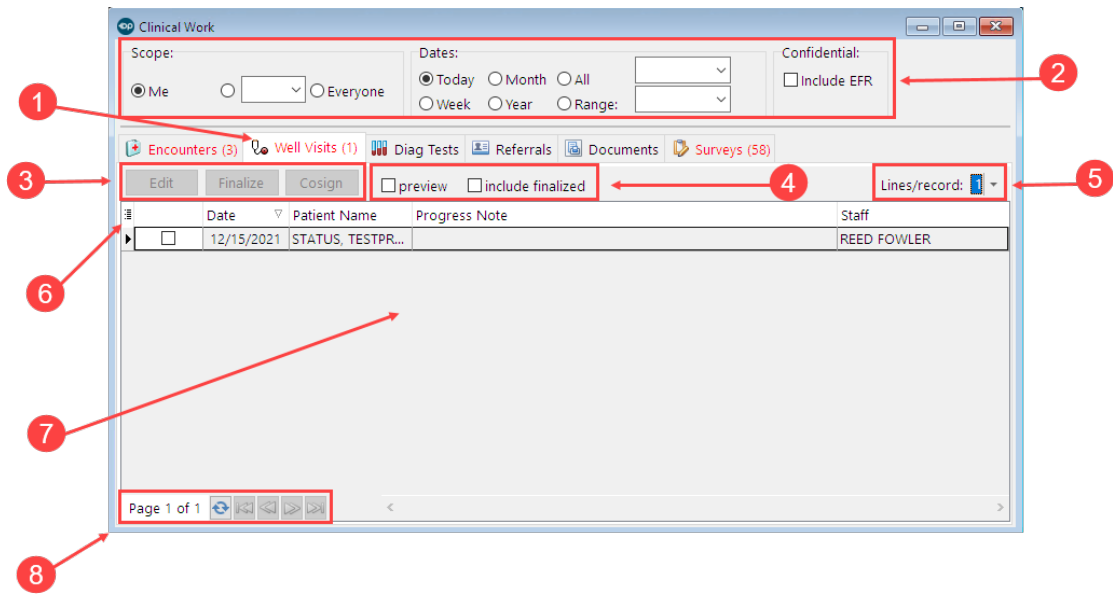 Clinical Work
Scope: Dates: Confidential:
Me Everyone Today Month All Include EFR
Week Year Range:
2
1
Encounters (3) Well Visits (1) Diag Tests Referrals Documents Surveys (58)
3 Edit Finalize Cosign preview include finalized 4 Lines/record: 1 5
Date Patient Name Progress Note Staff
12/15/2021 STATUS, TESTPR... REED FOWLER
6
7
Page 1 of 1
8